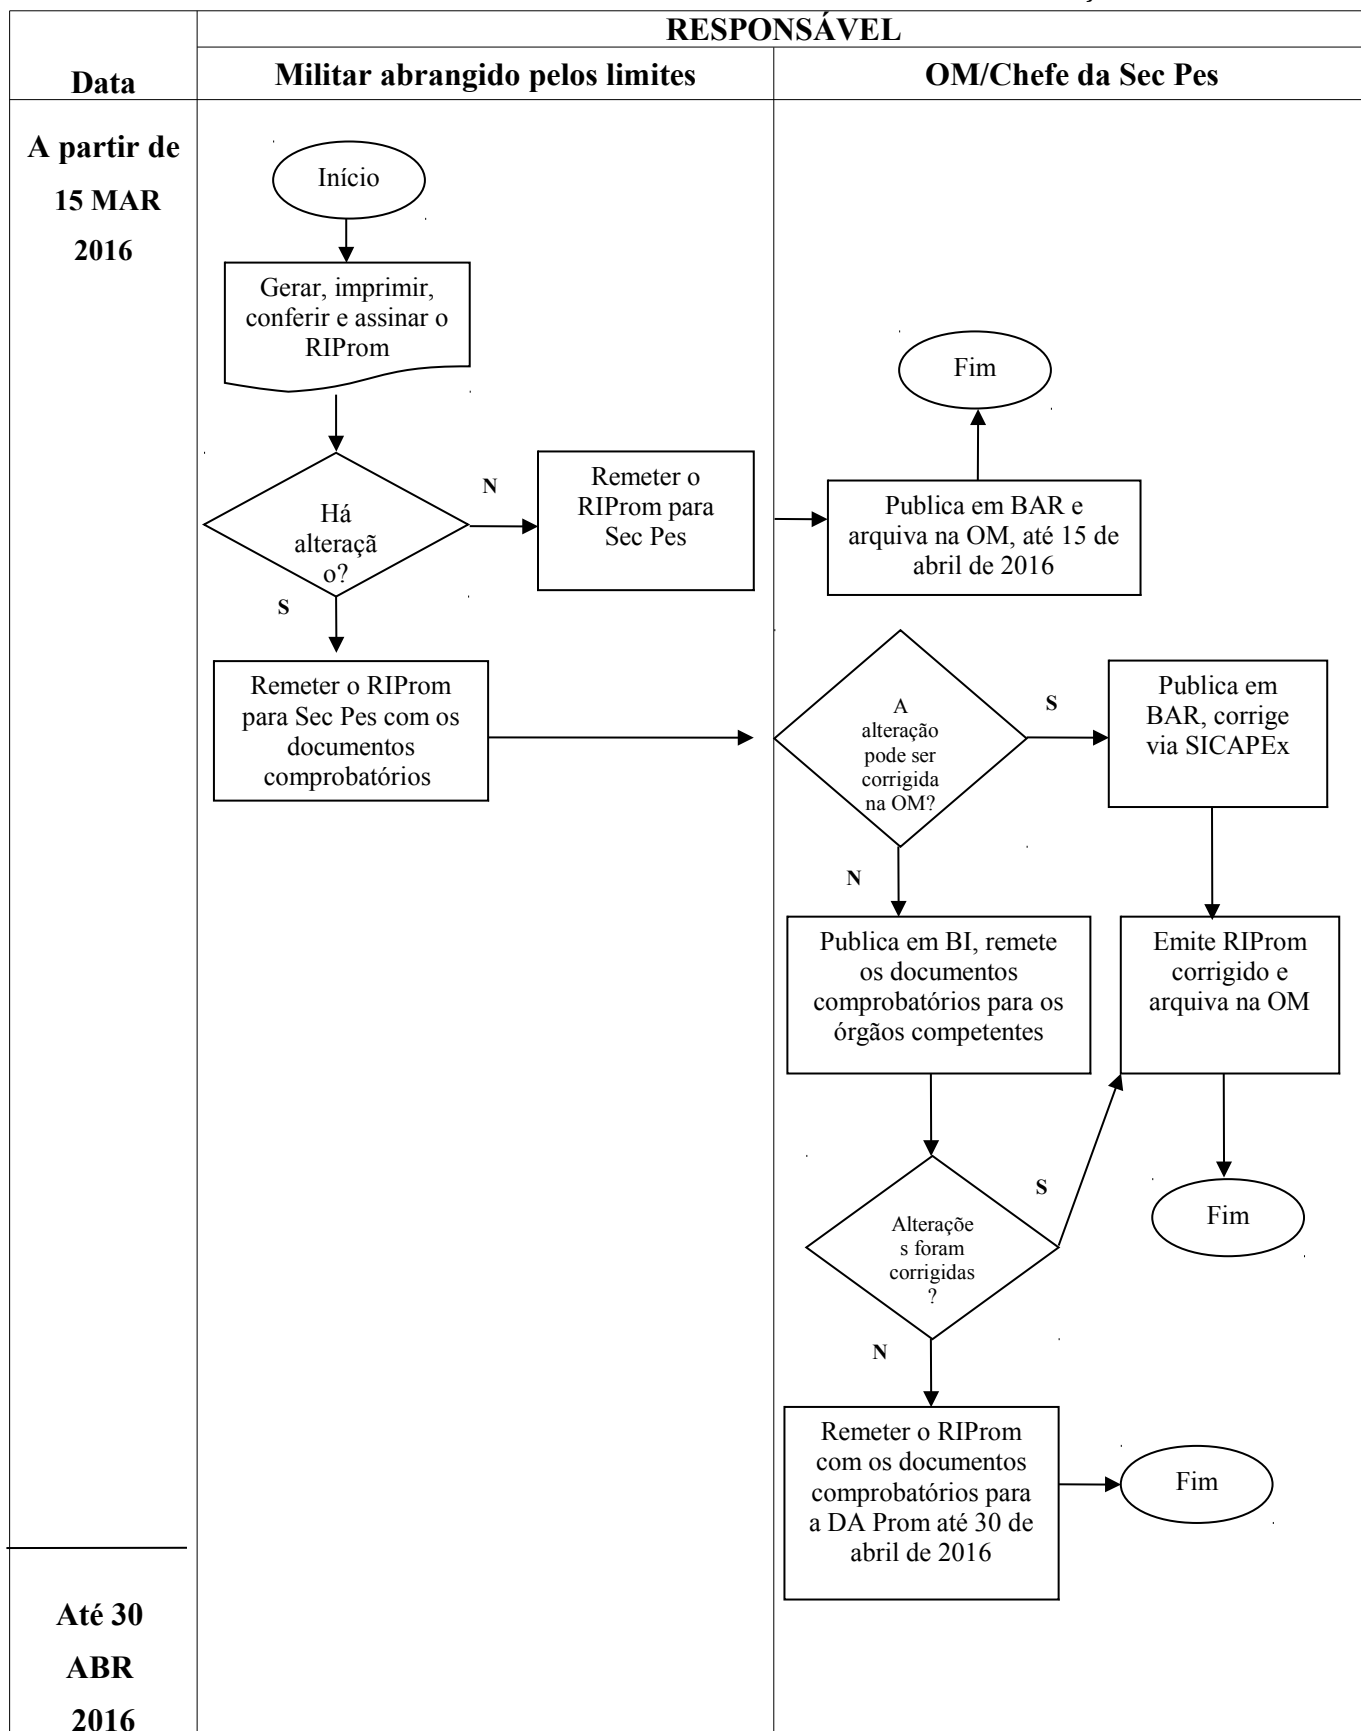 RESPONSÁVEL
Data
Militar abrangido pelos limites
OM/Chefe da Sec Pes
A partir de
15 MAR
2016
Início
Gerar, imprimir,
conferir e assinar o
RIProm
Há
alteraçã
o?
N
S
Remeter o
RIProm para
Sec Pes
Publica em BAR e
arquiva na OM, até 15 de
abril de 2016
Fim
Remeter o RIProm
para Sec Pes com os
documentos
comprobatórios
A
alteração
pode ser
corrigida
na OM?
S
N
Publica em
BAR, corrige
via SICAPEx
Publica em BI, remete
os documentos
comprobatórios para os
órgãos competentes
Emite RIProm
corrigido e
arquiva na OM
Fim
Alteraçõe
s foram
corrigidas
?
S
N
Remeter o RIProm
com os documentos
comprobatórios para
a DA Prom até 30 de
abril de 2016
Fim
Até 30
ABR
2016